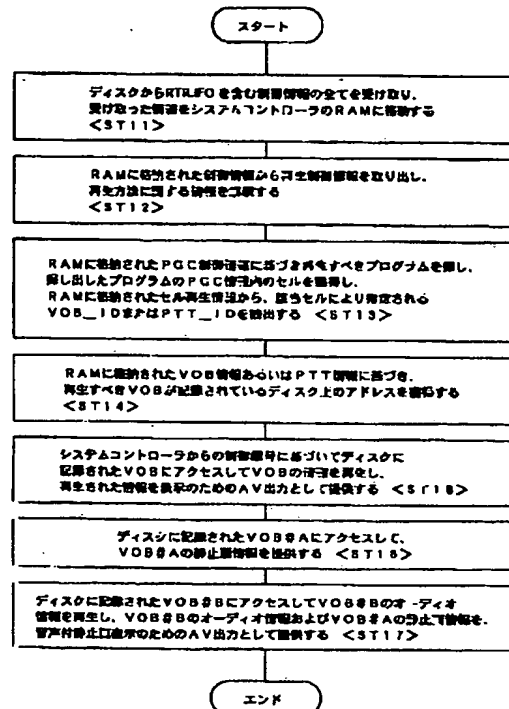 スタート
ディスクからRTR.IFOを含む制御情報の全てを受け取り、
受け取った情報をシステムコントローラのRAMに移動する
<ST11>
RAMに格納された制御情報から再生制御情報を取り出し、
再生方法に関する情報を
<ST12>
RAMに格納されたPGC制御情報に基づき再生すべきプログラムを探し、
探し出したプログラムのPGC情報内のセルを獲得し、
RAMに格納されたセル再生情報から、該当セルにより指定される
VOB_IDまたはPTT_IDを検出する <ST13>
RAMに格納されたVOB情報あるいはPTT情報に基づき、
再生すべきVOBが記録されているディスク上のアドレスを獲得する
<ST14>
システムコントローラからの制御信号に基づいてディスクに
記録されたVOBにアクセスしてVOBの情報を再生し、
再生された情報を表示のためのAV出力として提供する
ディスクに記録されたVOB#Aにアクセスして、
VOB#Aの静止画情報を提供する
ディスクに記録されたVOB#BにアクセスしてVOB#Bのオーディオ
情報を再生し、VOB#Bのオーディオ情報およびVOB#Aの静止画情報を、
音声付静止画表示のためのAV出力として提供する <ST17>
エンド